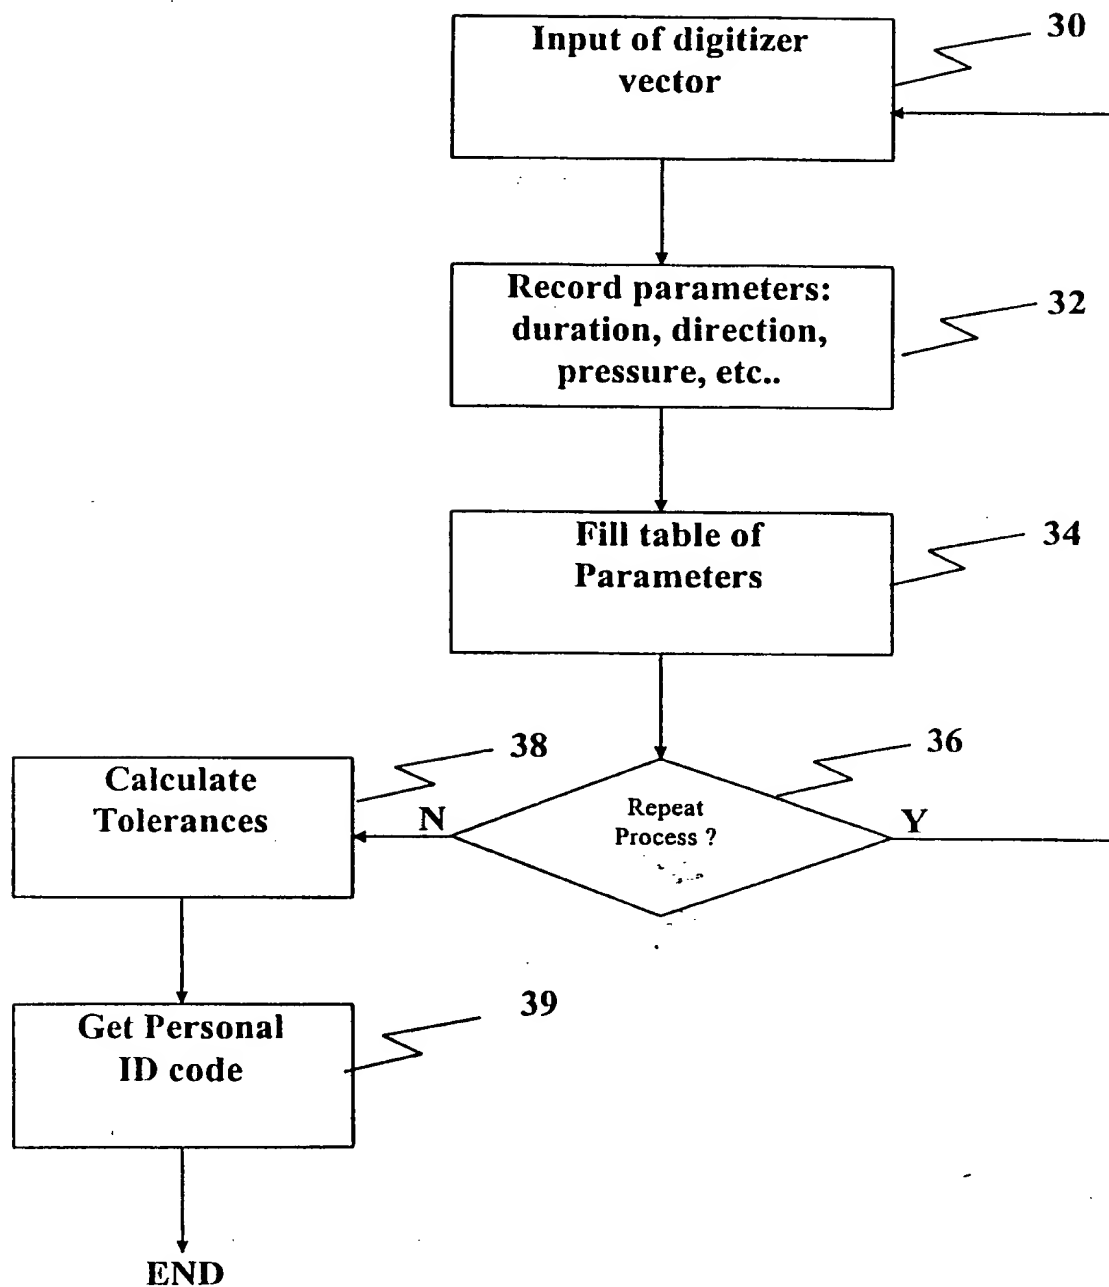 Input of digitizer
vector
30
Record parameters:
duration, direction,
pressure, etc..
32
Fill table of
Parameters
34
Repeat
Process ?
36
N
Y
Calculate
Tolerances
38
Get Personal
ID code
39
END